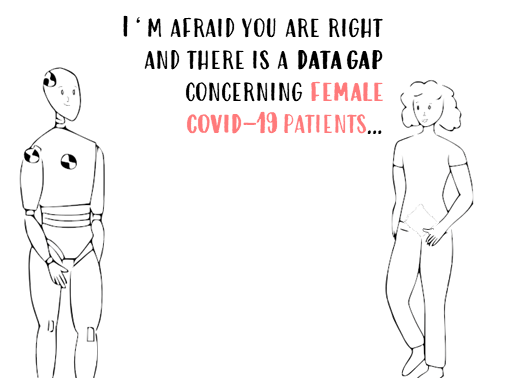 I'M AFRAID YOU ARE RIGHT
AND THERE IS A DATA GAP
CONCERNING FEMALE
COVID-19 PATIENTS...